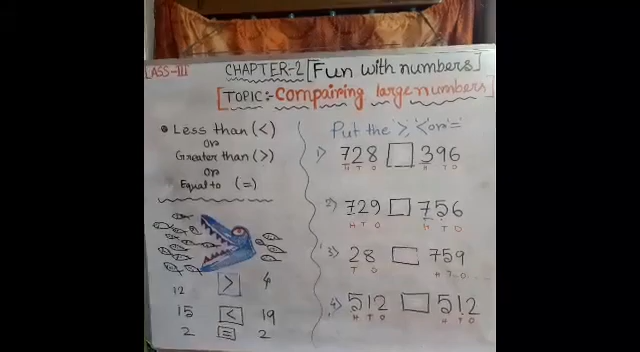 CLASS-III
CHAPTER-2 [Fun with numbers]
[TOPIC:- Compairing large numbers]
• Less than (<)
or
Greater than (>)
or
Equal to (=)
12 > 4
15 < 19
2 = 2
Put the '>', '<' or '='
1) 728 □ 396
H T O H T O
2) 729 □ 756
H T O H T O
3) 28 □ 759
T O H T O
4) 512 □ 512
H T O H T O